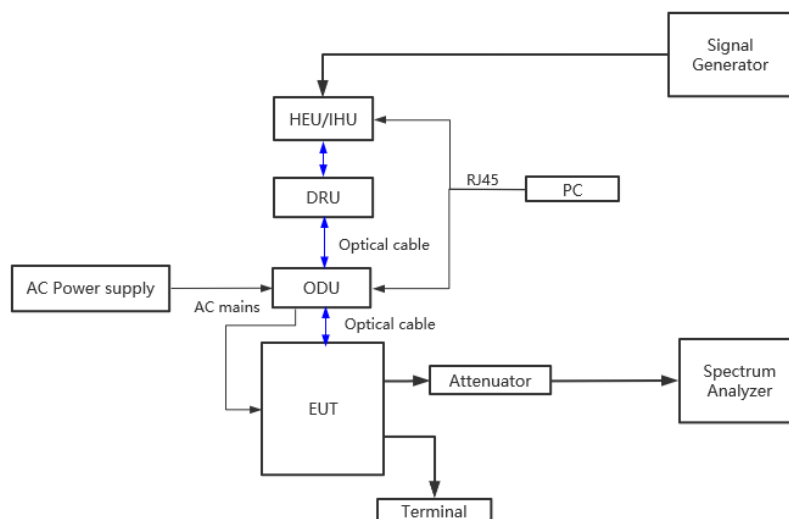 Signal
Generator
HEU/IHU
RJ45
PC
DRU
Optical cable
AC Power supply
ODU
AC mains
Optical cable
Attenuator
Spectrum
Analyzer
EUT
Terminal